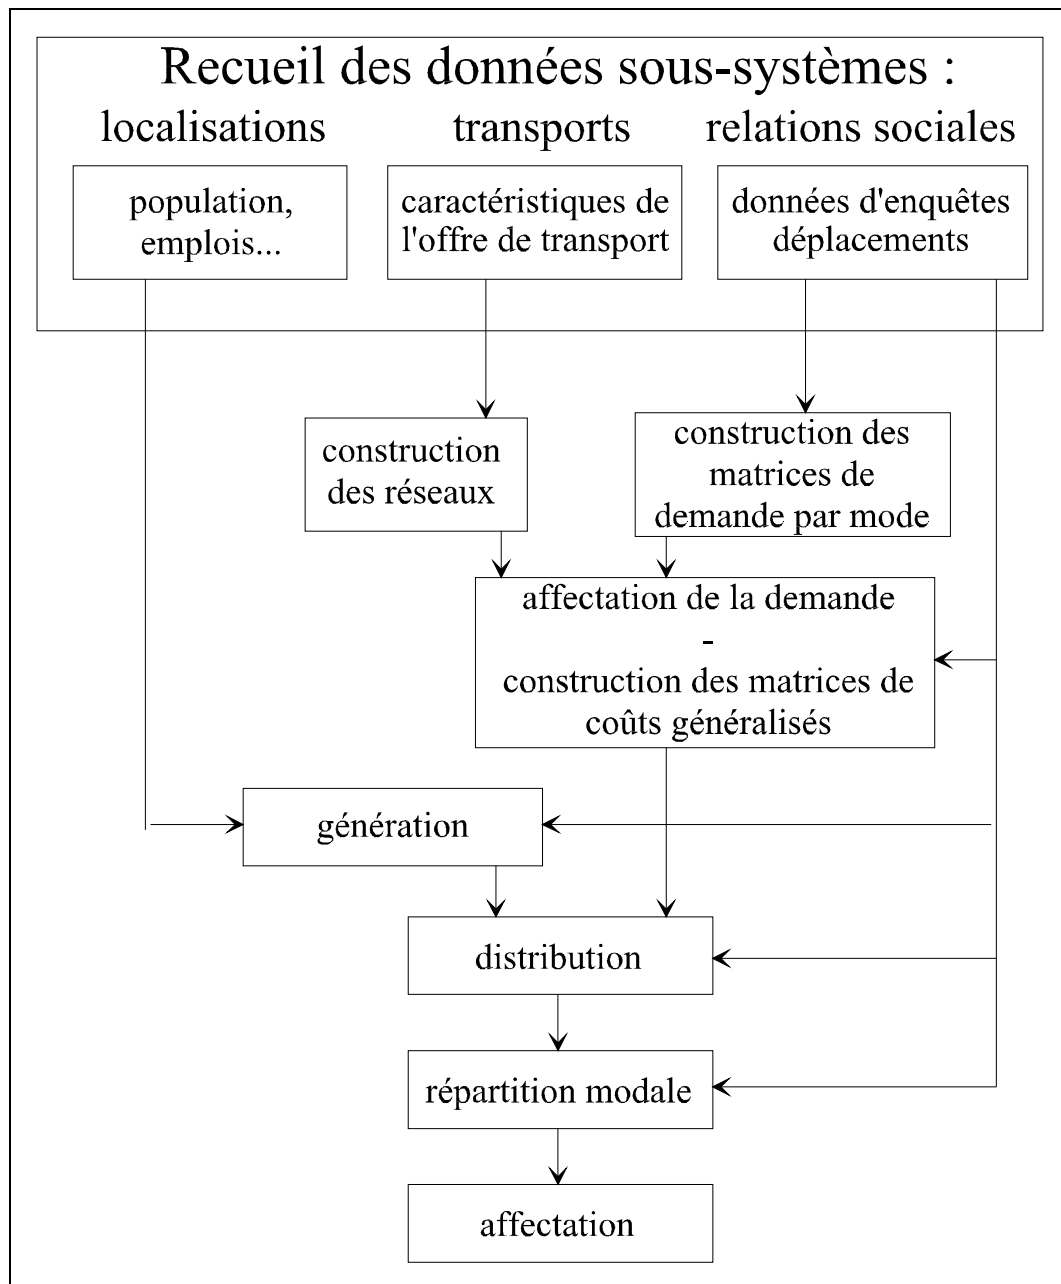 Recueil des données sous-systèmes :
localisations
transports
relations sociales
population,
emplois...
caractéristiques de
l'offre de transport
données d'enquêtes
déplacements
construction
des réseaux
construction des
matrices de
demande par mode
affectation de la demande
-
construction des matrices de
coûts généralisés
génération
distribution
répartition modale
affectation